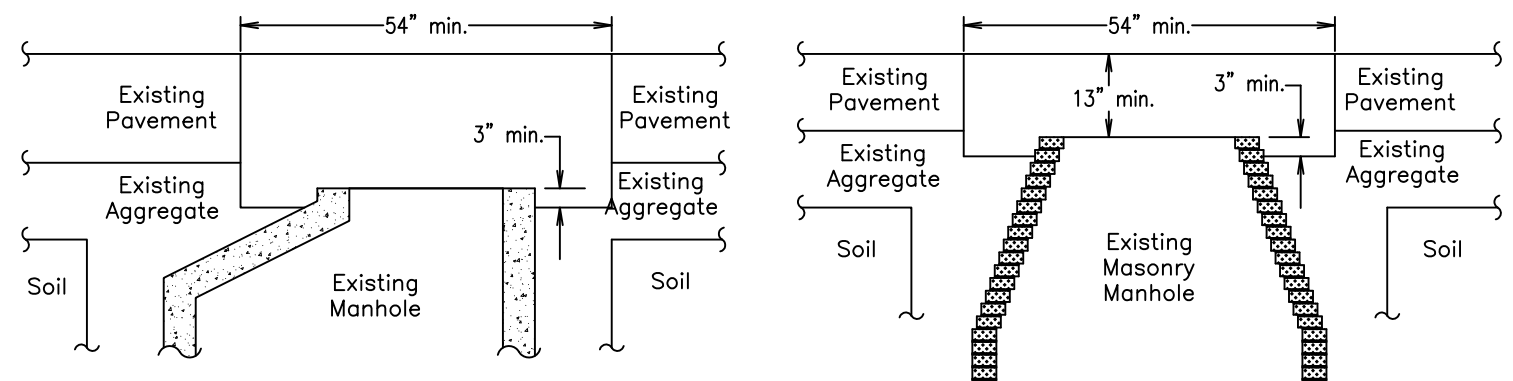 54” min.
Existing
Pavement
Existing
Pavement
3” min.
Existing
Aggregate
Existing
Aggregate
Soil
Existing
Manhole
Soil
54” min.
Existing
Pavement
13” min.
3” min.
Existing
Pavement
Existing
Aggregate
Existing
Aggregate
Soil
Existing
Masonry
Manhole
Soil